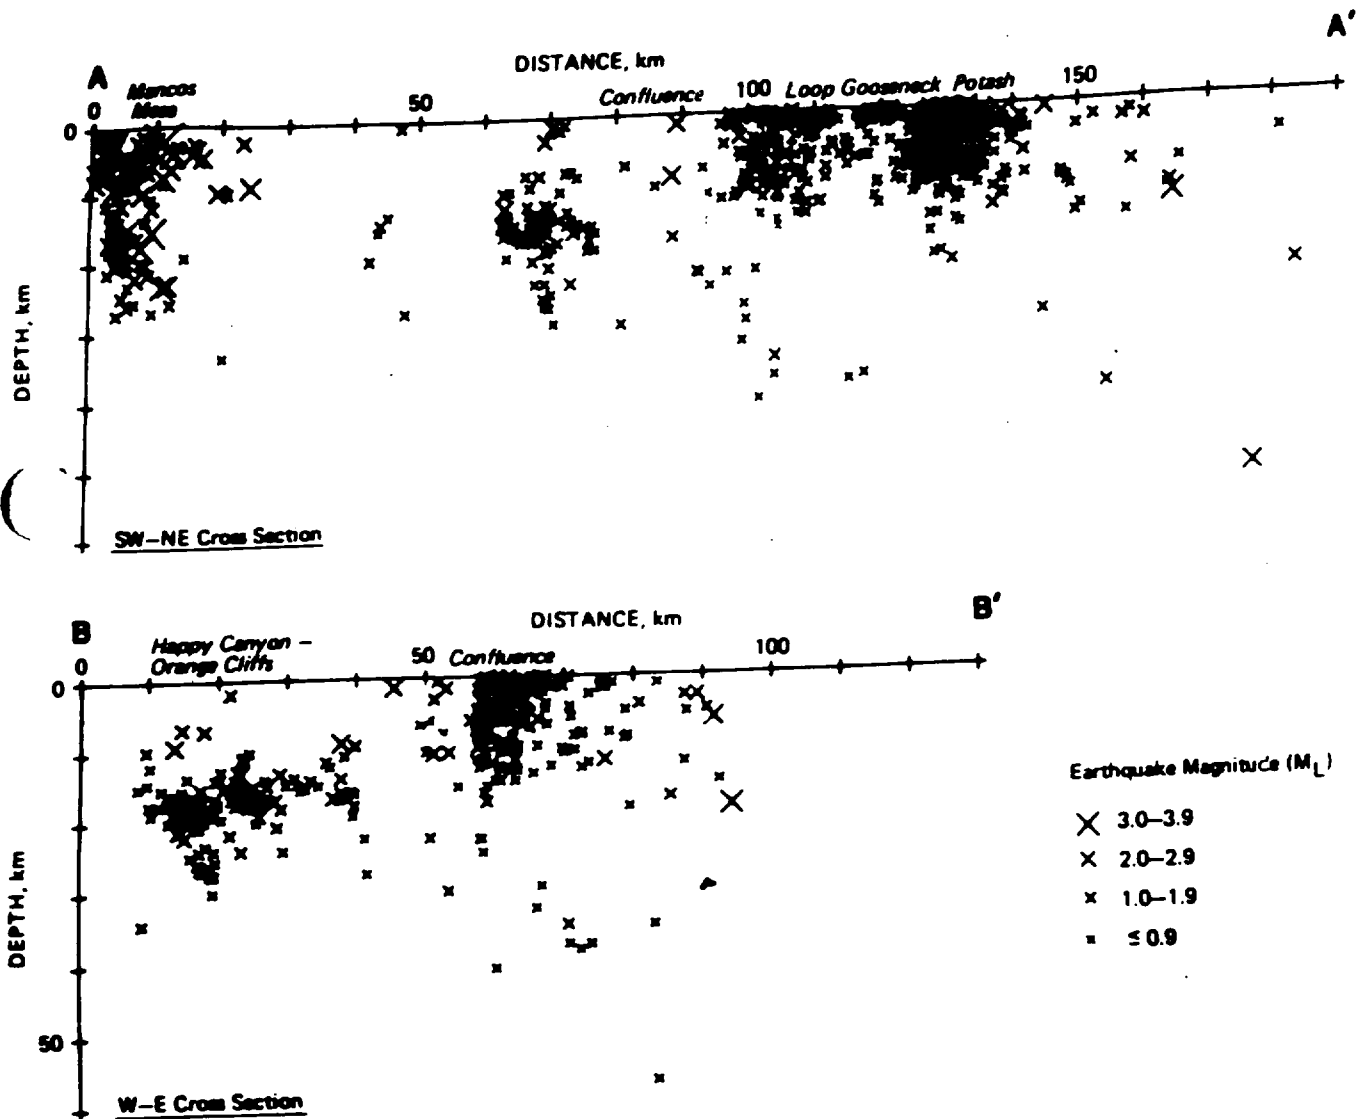 A'
DISTANCE, km
A
Mancos
Mesa
Confluence
Loop Gooseneck Potash
0
50
100
150
0
DEPTH, km
SW–NE Cross Section
B
B'
DISTANCE, km
Happy Canyon –
Orange Cliffs
Confluence
0
50
100
0
DEPTH, km
50
W–E Cross Section
Earthquake Magnitude (ML)
3.0–3.9
2.0–2.9
1.0–1.9
≤ 0.9